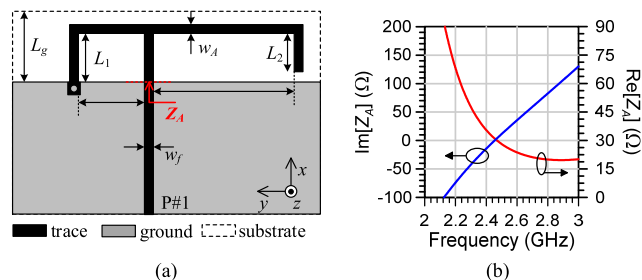 L_g
L_1
w_A
L_2
Z_A
w_f
x
y
z
P#1
trace ground substrate
(a)
Im[Z_A] (Ω)
200
150
100
50
0
-50
-100
Re[Z_A] (Ω)
90
75
60
45
30
15
0
2 2.2 2.4 2.6 2.8 3
Frequency (GHz)
(b)